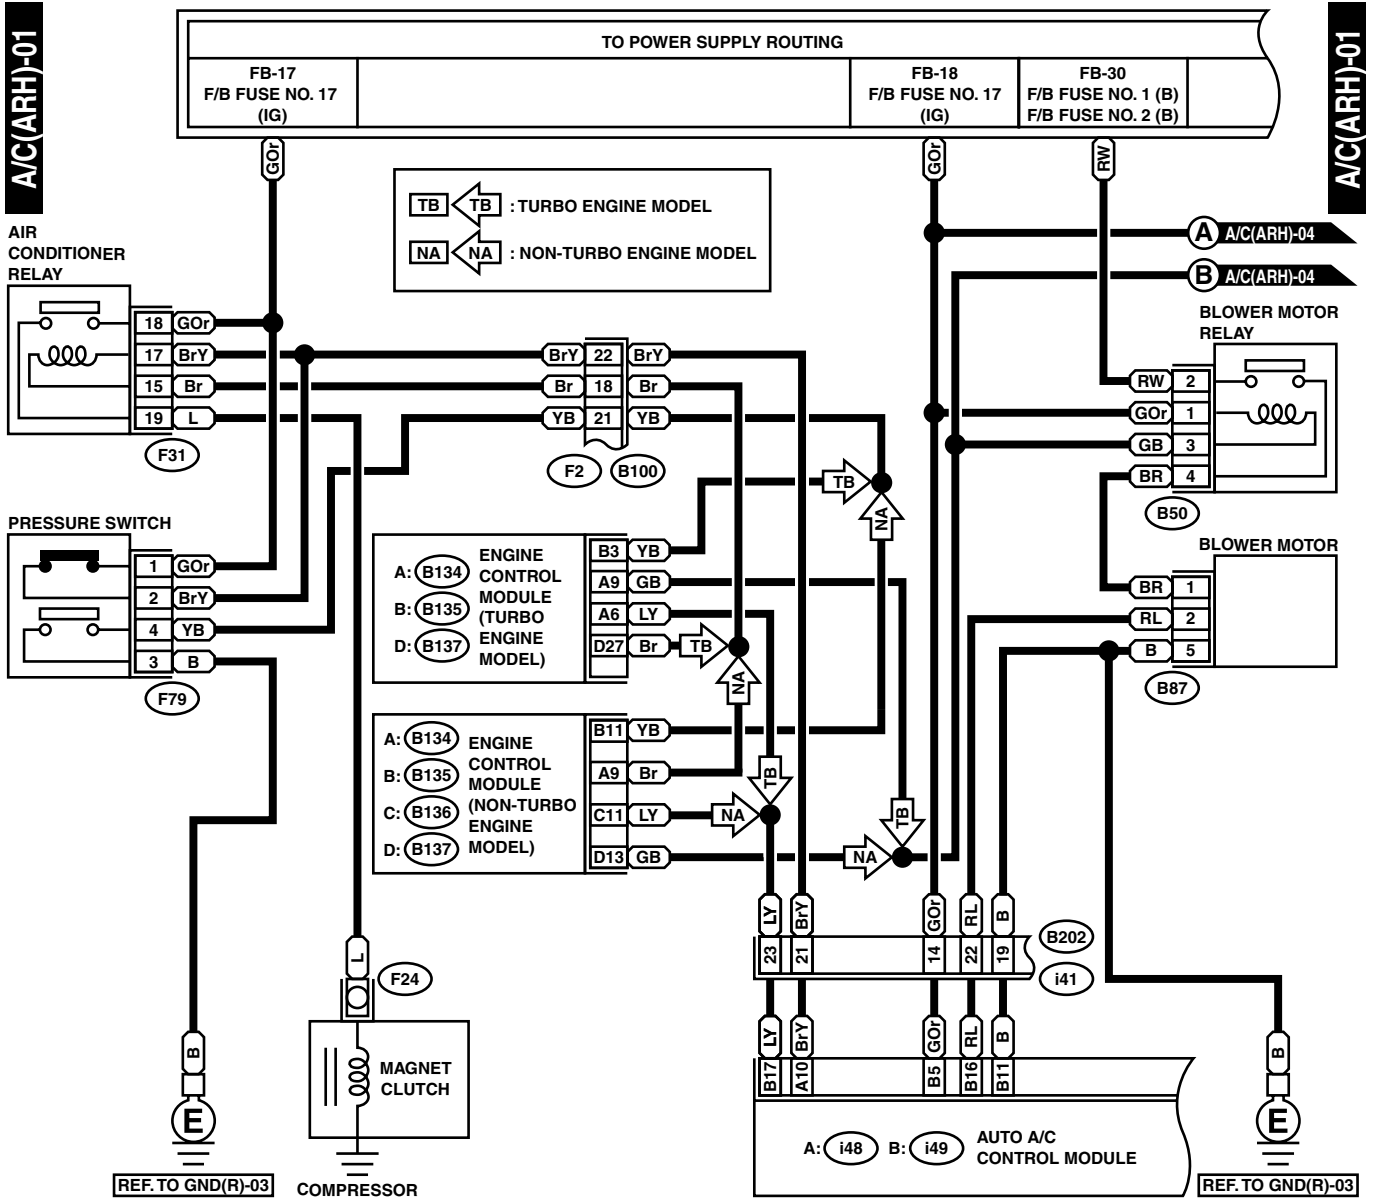 A/C(ARH)-01
A/C(ARH)-01
TO POWER SUPPLY ROUTING
FB-17
F/B FUSE NO. 17
(IG)
FB-18
F/B FUSE NO. 17
(IG)
FB-30
F/B FUSE NO. 1 (B)
F/B FUSE NO. 2 (B)
GOr
GOr
RW
TB TB : TURBO ENGINE MODEL
NA NA : NON-TURBO ENGINE MODEL
A A/C(ARH)-04
B A/C(ARH)-04
AIR
CONDITIONER
RELAY
18 GOr
17 BrY
15 Br
19 L
F31
BrY 22 BrY
Br 18 Br
YB 21 YB
F2 B100
BLOWER MOTOR
RELAY
RW 2
GOr 1
GB 3
BR 4
B50
PRESSURE SWITCH
1 GOr
2 BrY
4 YB
3 B
F79
A: B134
B: B135
D: B137
ENGINE
CONTROL
MODULE
(TURBO
ENGINE
MODEL)
B3 YB
A9 GB
A6 LY
D27 Br
TB
NA
TB
NA
BLOWER MOTOR
BR 1
RL 2
B 5
B87
A: B134
B: B135
C: B136
D: B137
ENGINE
CONTROL
MODULE
(NON-TURBO
ENGINE
MODEL)
B11 YB
A9 Br
C11 LY
D13 GB
TB
NA
TB
NA
LY BrY GOr RL B
23 21 14 22 19
B202
i41
LY BrY GOr RL B
B17 A10 B5 B16 B11
A: i48 B: i49
AUTO A/C
CONTROL MODULE
L
F24
MAGNET
CLUTCH
COMPRESSOR
B
E
REF. TO GND(R)-03
B
E
REF. TO GND(R)-03